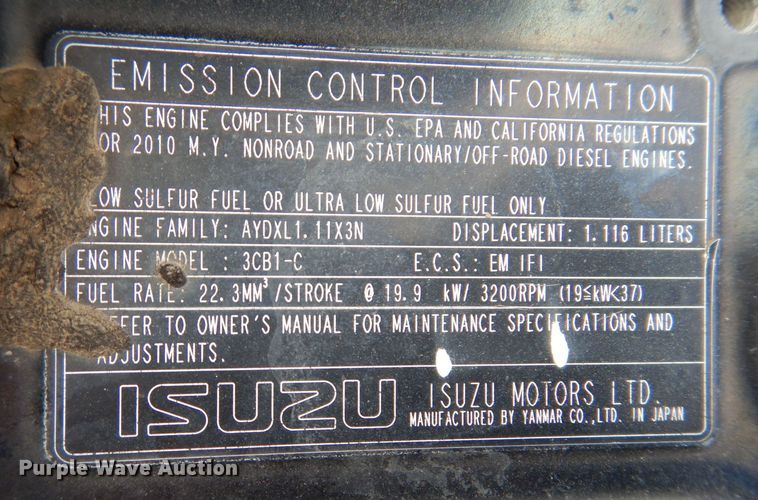 EMISSION CONTROL INFORMATION
HIS ENGINE COMPLIES WITH U.S. EPA AND CALIFORNIA REGULATIONS
OR 2010 M.Y. NONROAD AND STATIONARY/OFF-ROAD DIESEL ENGINES.
LOW SULFUR FUEL OR ULTRA LOW SULFUR FUEL ONLY
ENGINE FAMILY: AYDXL1.11X3N DISPLACEMENT: 1.116 LITERS
ENGINE MODEL : 3CB1-C E.C.S.: EM IFI
FUEL RATE: 22.3MM³/STROKE @ 19.9 kW/ 3200RPM (19≦kW<37)
EFER TO OWNER'S MANUAL FOR MAINTENANCE SPECIFICATIONS AND
ADJUSTMENTS.
ISUZU ISUZU MOTORS LTD.
MANUFACTURED BY YANMAR CO.,LTD. IN JAPAN
Purple Wave Auction